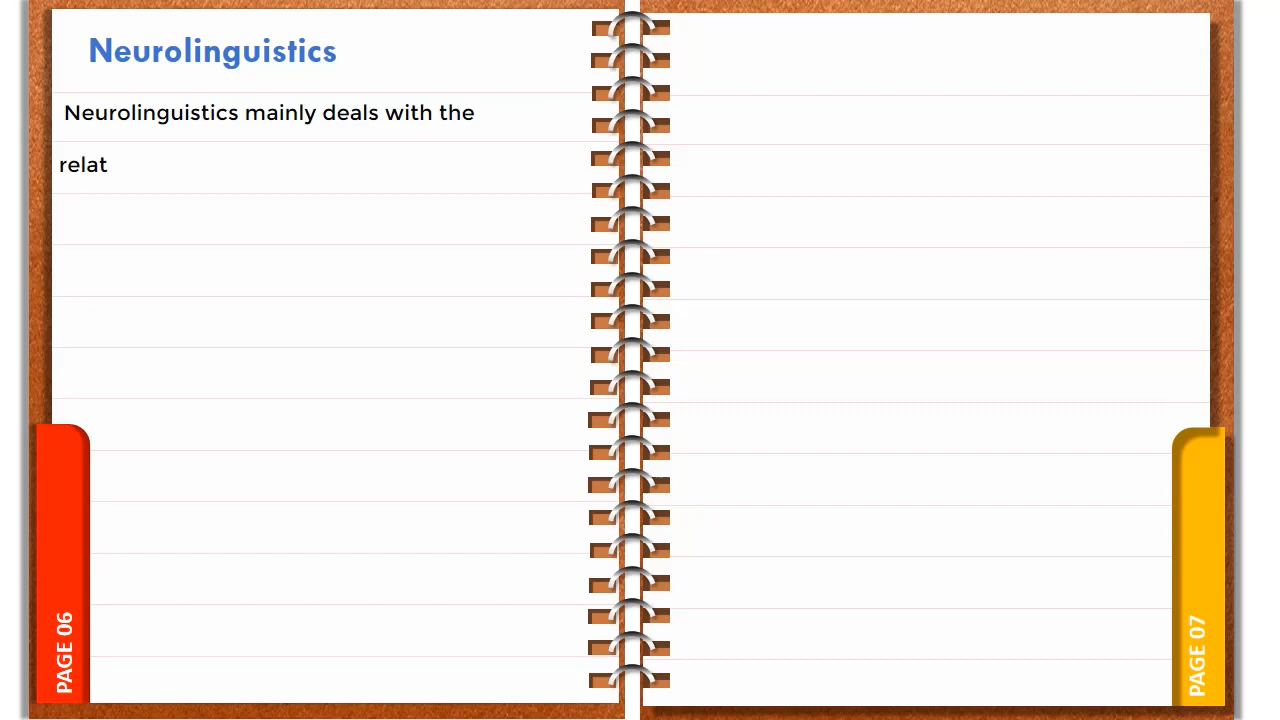 Neurolinguistics
Neurolinguistics mainly deals with the
relat
PAGE 06
PAGE 07